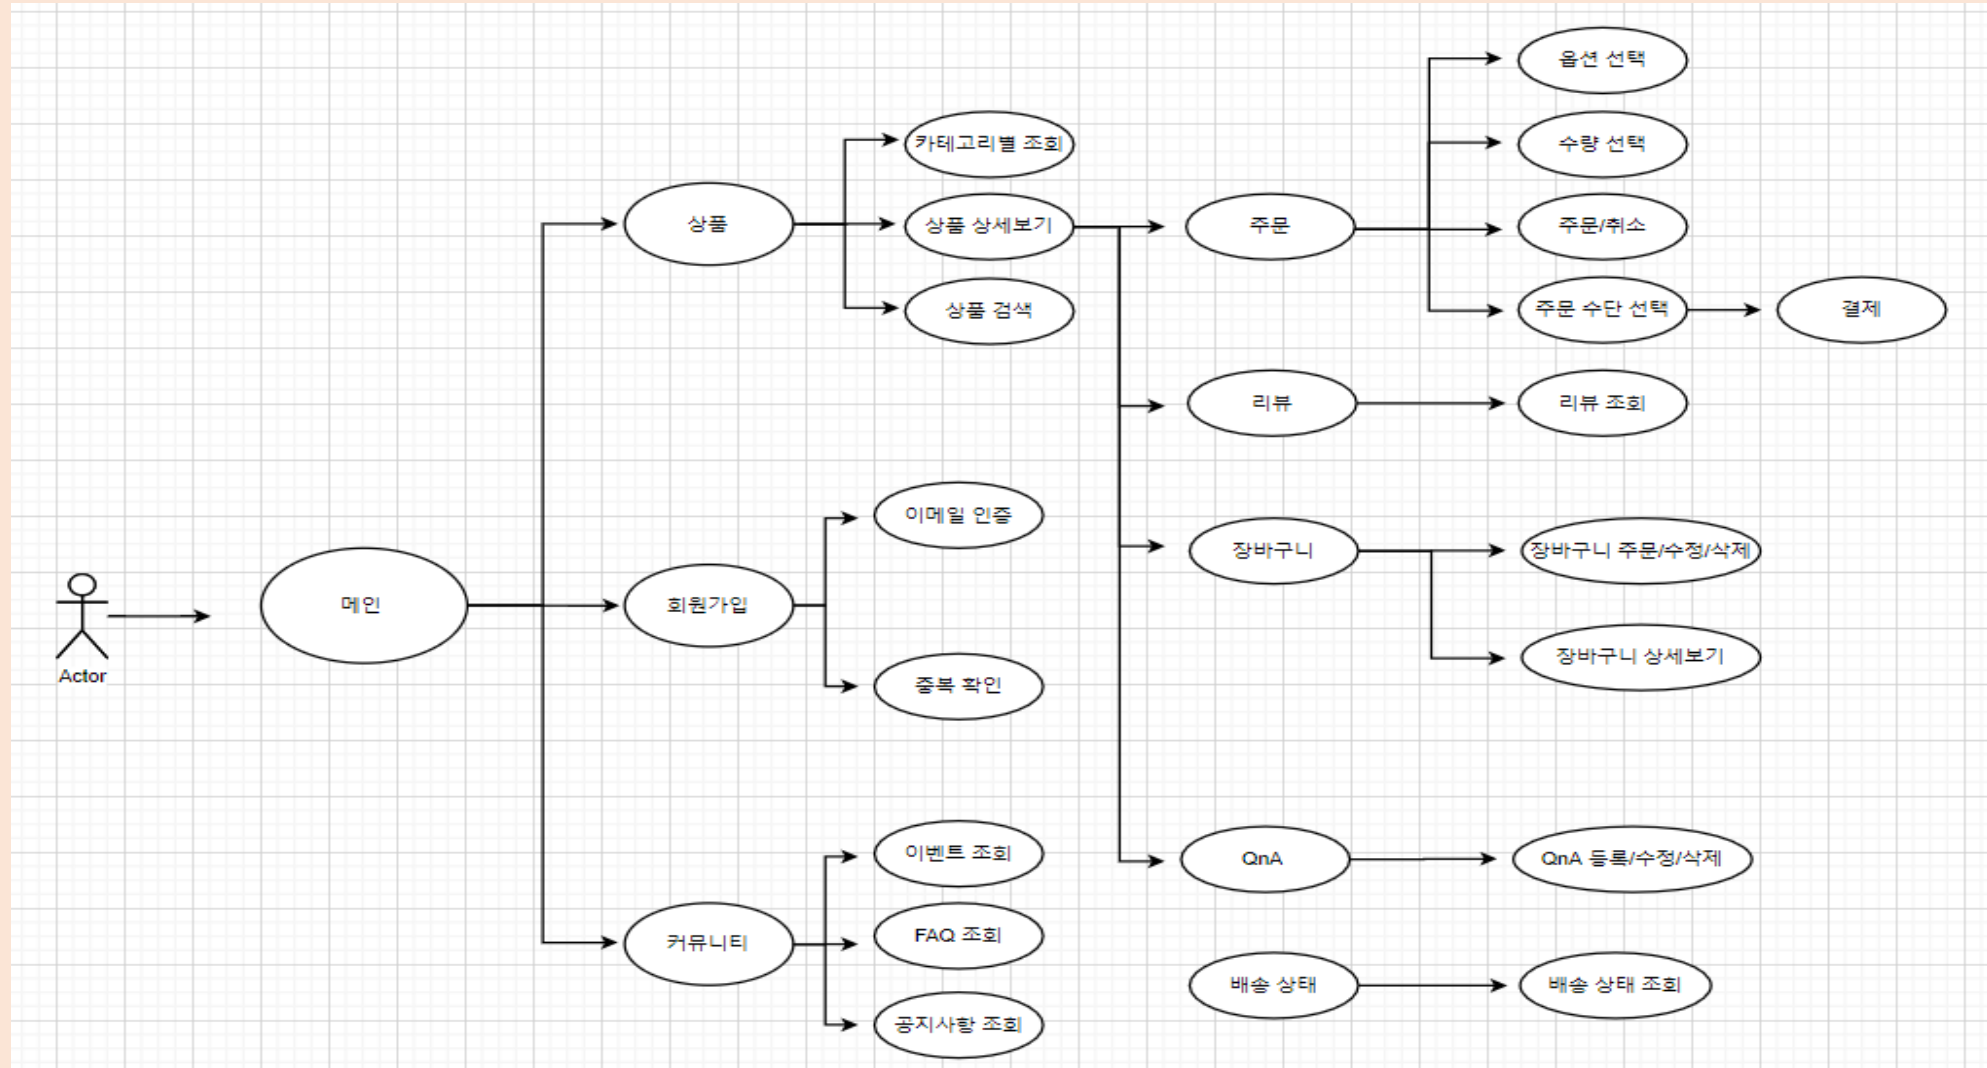 옵션 선택
카테고리별 조회
수량 선택
상품
상품 상세보기
주문
주문/취소
상품 검색
주문 수단 선택
결제
리뷰
리뷰 조회
이메일 인증
장바구니
장바구니 주문/수정/삭제
메인
회원가입
장바구니 상세보기
Actor
중복 확인
이벤트 조회
QnA
QnA 등록/수정/삭제
커뮤니티
FAQ 조회
배송 상태
배송 상태 조회
공지사항 조회